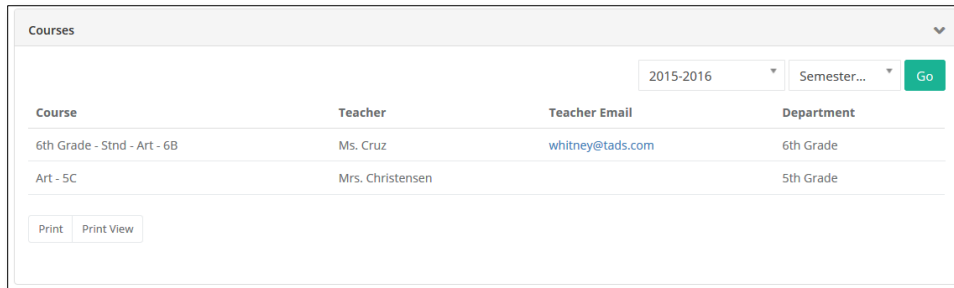 Courses
2015-2016 Semester... Go
Course Teacher Teacher Email Department
6th Grade - Stnd - Art - 6B Ms. Cruz whitney@tads.com 6th Grade
Art - 5C Mrs. Christensen 5th Grade
Print Print View